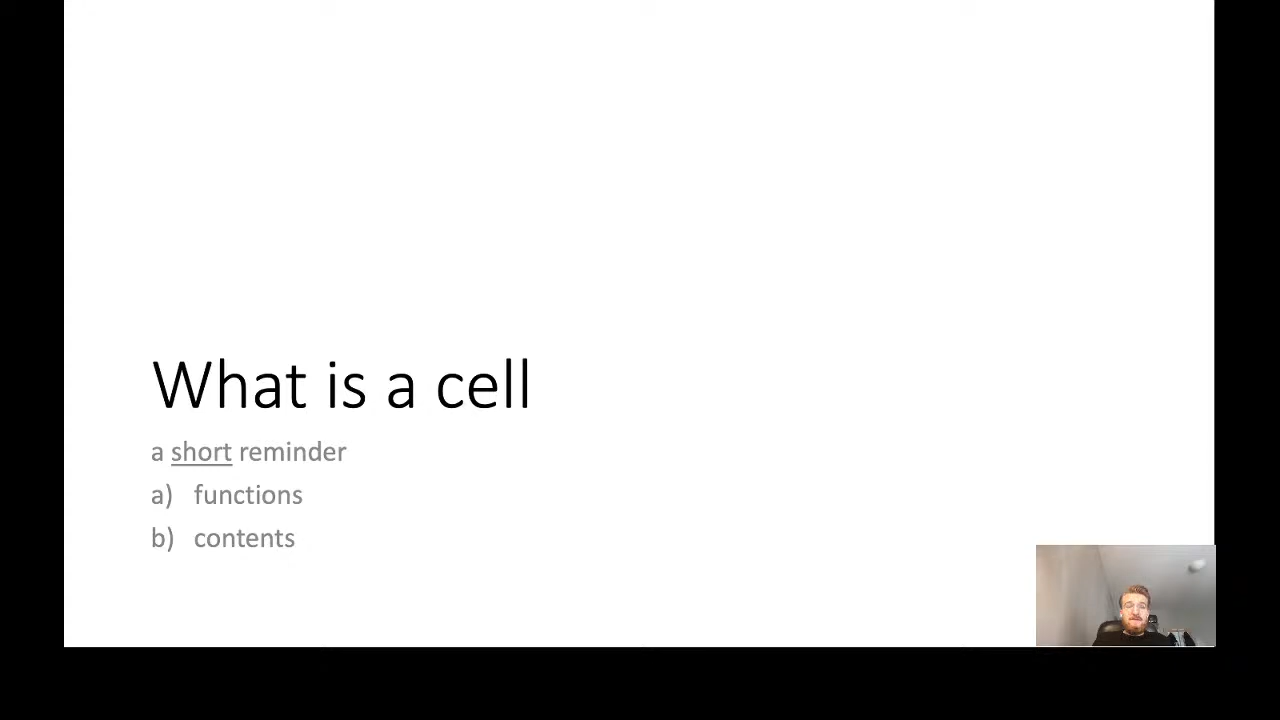 What is a cell
a short reminder
a) functions
b) contents